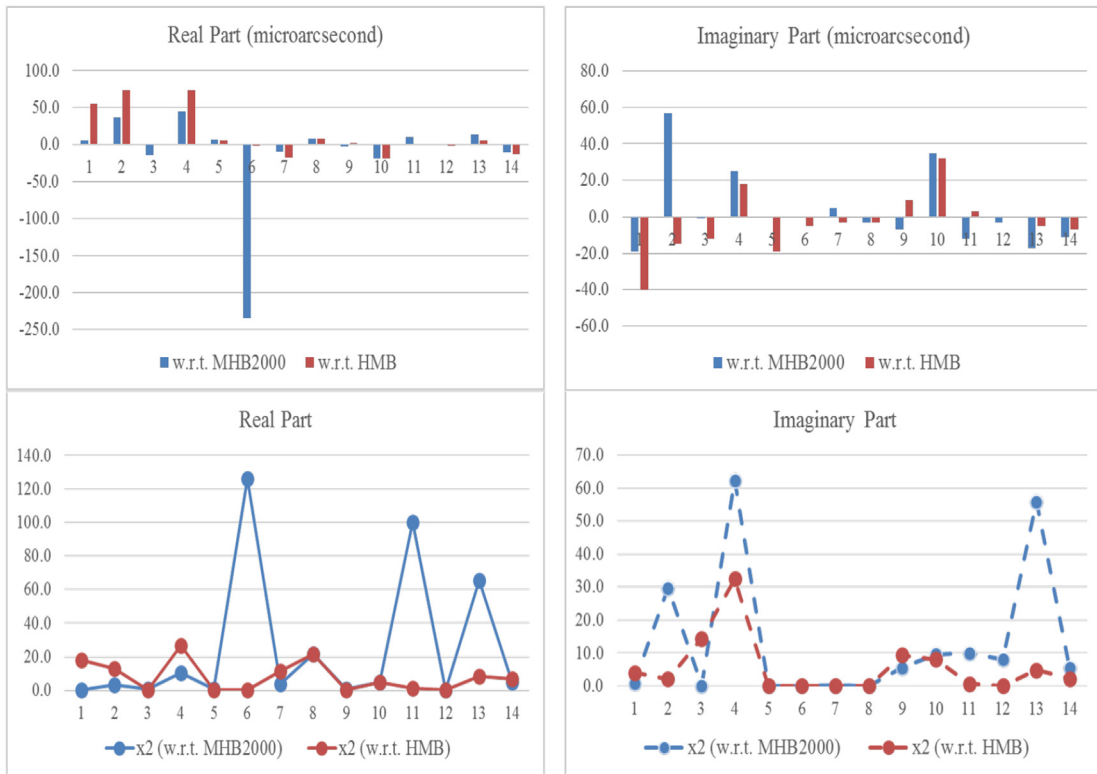 Real Part (microarcsecond)
100.0
50.0
0.0
-50.0
-100.0
-150.0
-200.0
-250.0
1 2 3 4 5 6 7 8 9 10 11 12 13 14
w.r.t. MHB2000 w.r.t. HMB
Imaginary Part (microarcsecond)
80.0
60.0
40.0
20.0
0.0
-20.0
-40.0
-60.0
1 2 3 4 5 6 7 8 9 10 11 12 13 14
w.r.t. MHB2000 w.r.t. HMB
Real Part
140.0
120.0
100.0
80.0
60.0
40.0
20.0
0.0
1 2 3 4 5 6 7 8 9 10 11 12 13 14
x2 (w.r.t. MHB2000) x2 (w.r.t. HMB)
Imaginary Part
70.0
60.0
50.0
40.0
30.0
20.0
10.0
0.0
1 2 3 4 5 6 7 8 9 10 11 12 13 14
x2 (w.r.t. MHB2000) x2 (w.r.t. HMB)